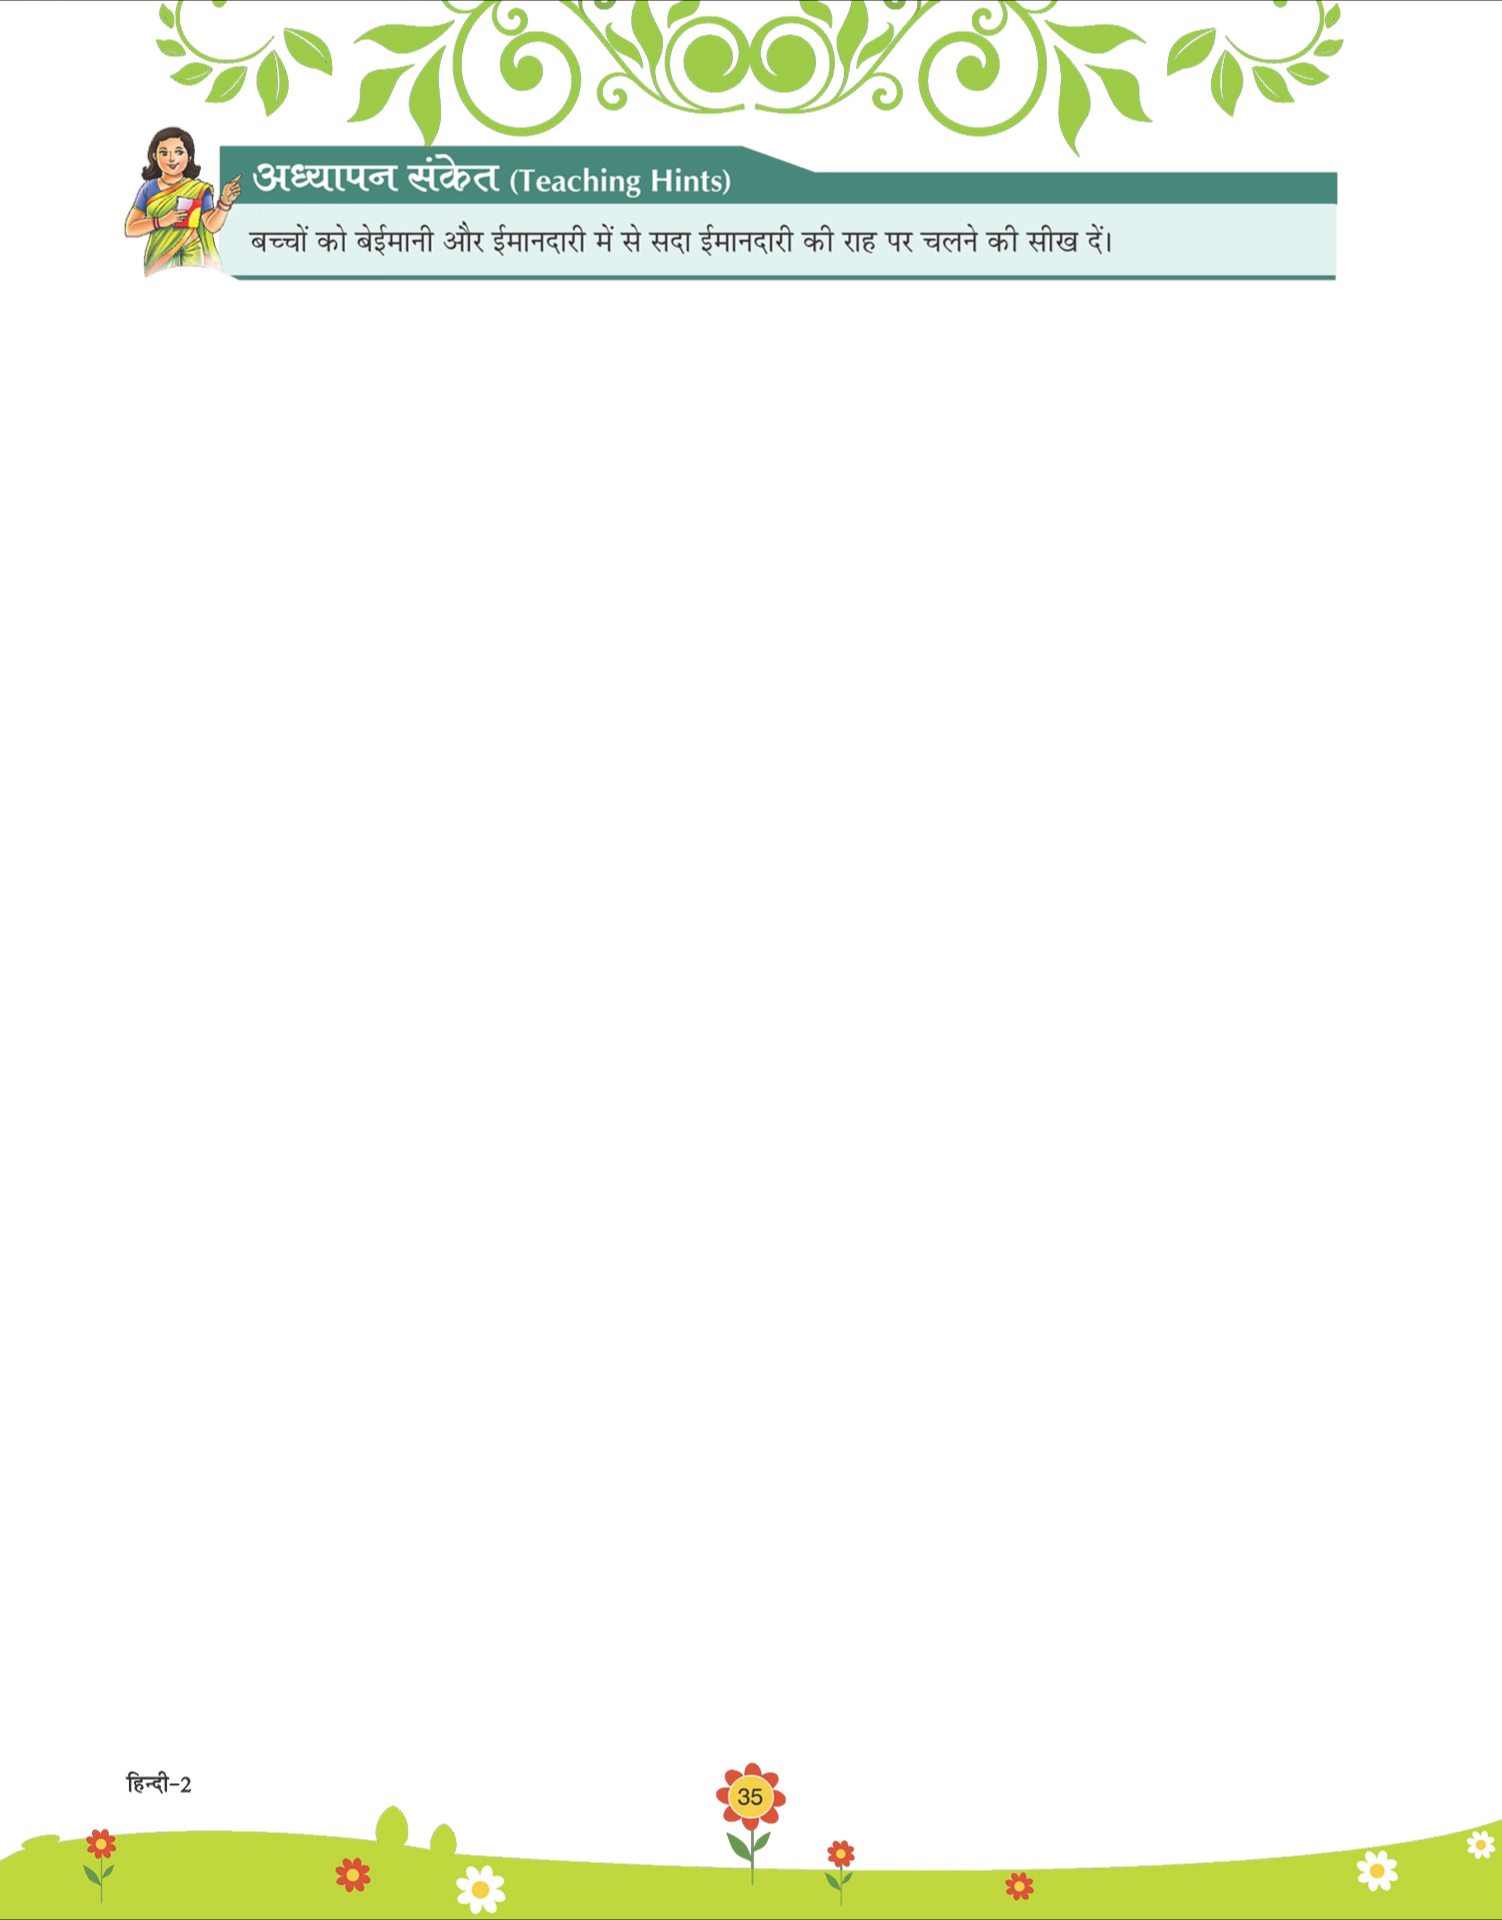 अध्यापन संकेत (Teaching Hints)
बच्चों को बेईमानी और ईमानदारी में से सदा ईमानदारी की राह पर चलने की सीख दें।
हिन्दी-2
35